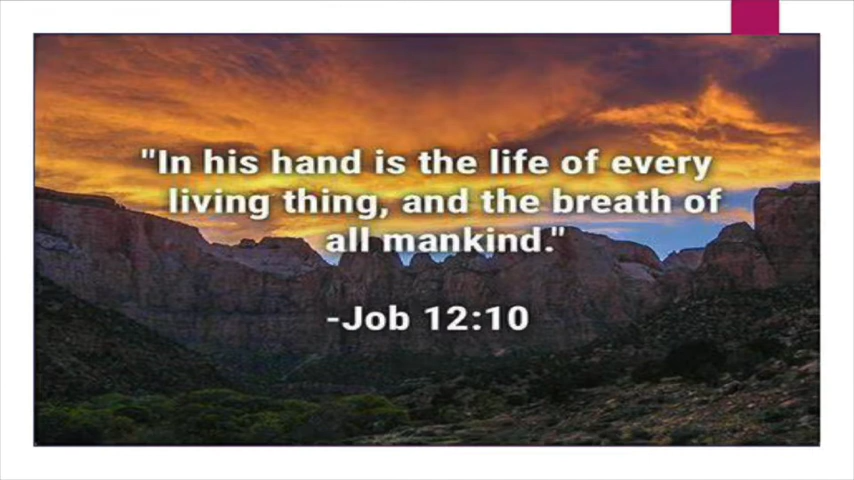 "In his hand is the life of every
living thing, and the breath of
all mankind."
-Job 12:10